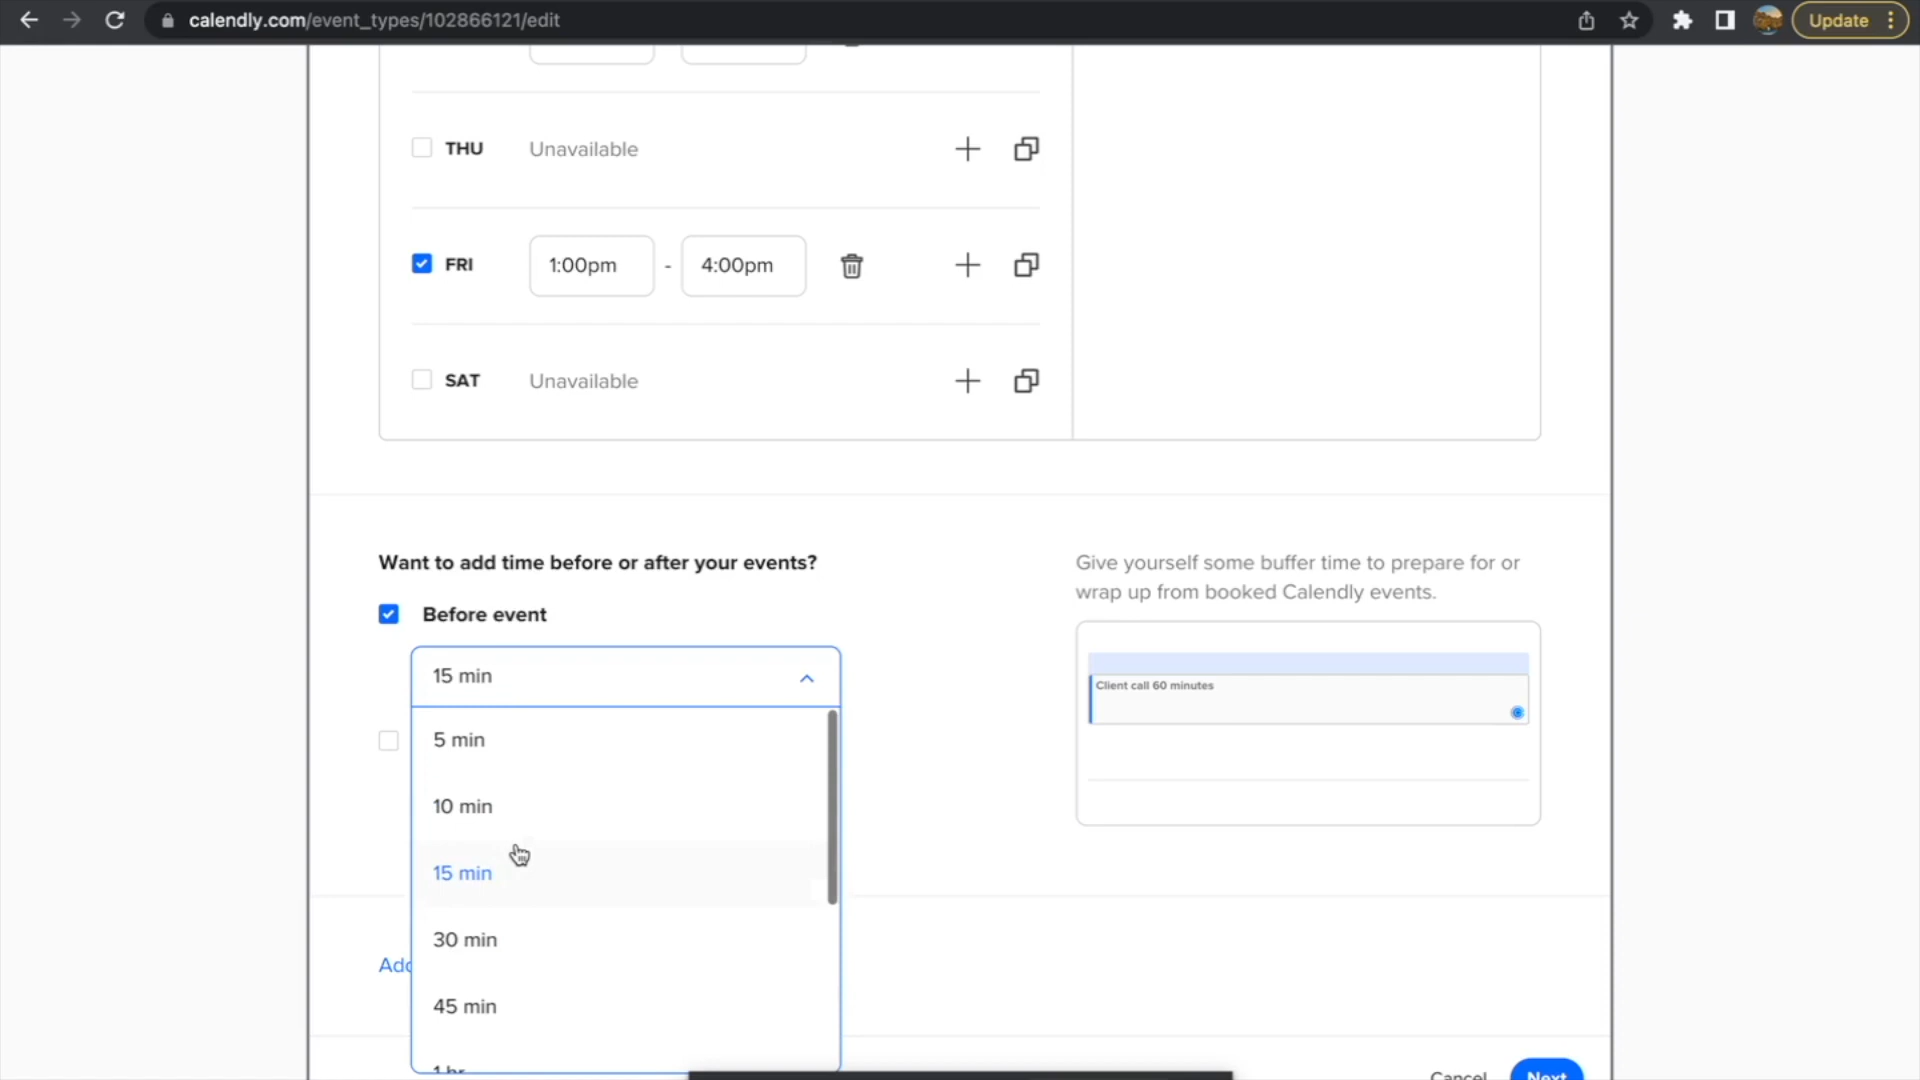 calendly.com/event_types/102866121/edit
Update
THU Unavailable
FRI 1:00pm - 4:00pm
SAT Unavailable
Want to add time before or after your events?
Before event
15 min
5 min
10 min
15 min
30 min
45 min
1 hr
Give yourself some buffer time to prepare for or
wrap up from booked Calendly events.
Client call 60 minutes
Add
Cancel
Next